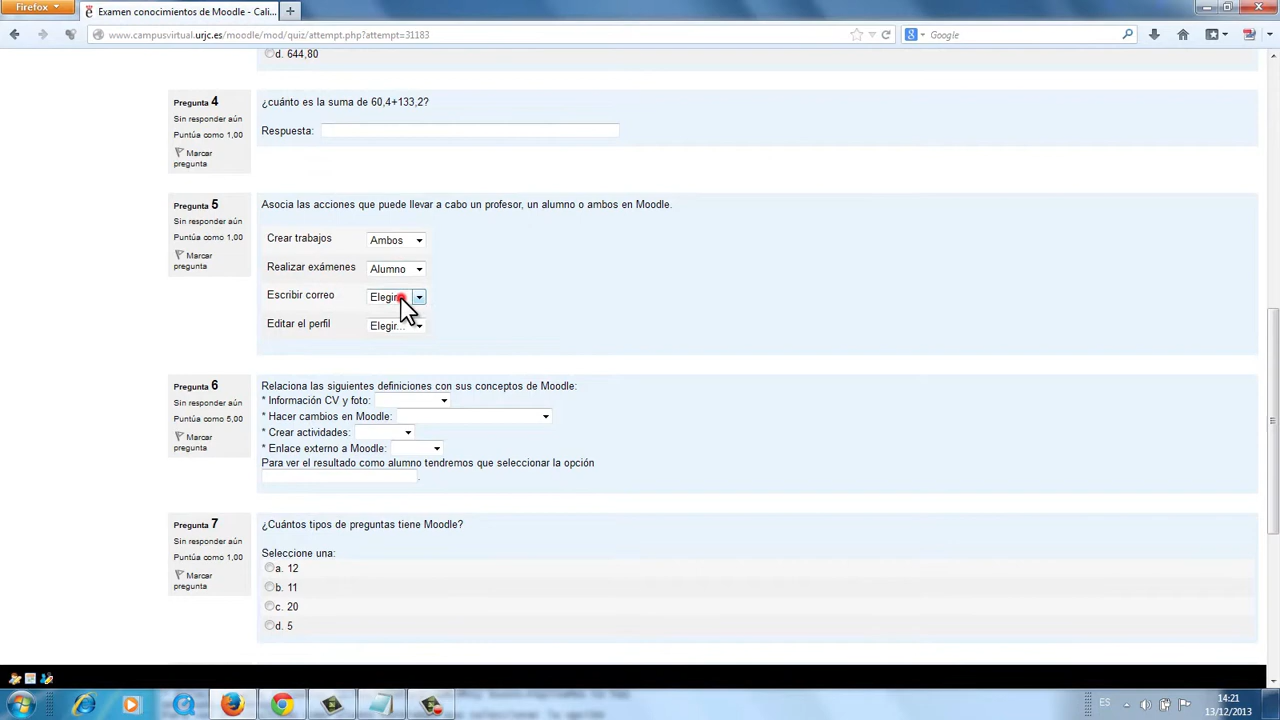 Firefox
Examen conocimientos de Moodle - Cali...
www.campusvirtual.urjc.es/moodle/mod/quiz/attempt.php?attempt=31183
Google
d. 644,80
Pregunta 4
Sin responder aún
Puntúa como 1,00
Marcar
pregunta
¿cuánto es la suma de 60,4+133,2?
Respuesta:
Pregunta 5
Sin responder aún
Puntúa como 1,00
Marcar
pregunta
Asocia las acciones que puede llevar a cabo un profesor, un alumno o ambos en Moodle.
Crear trabajos Ambos
Realizar exámenes Alumno
Escribir correo
Editar el perfil Elegir...
Pregunta 6
Sin responder aún
Puntúa como 5,00
Marcar
pregunta
Relaciona las siguientes definiciones con sus conceptos de Moodle:
* Información CV y foto:
* Hacer cambios en Moodle:
* Crear actividades:
* Enlace externo a Moodle:
Para ver el resultado como alumno tendremos que seleccionar la opción
.
Pregunta 7
Sin responder aún
Puntúa como 1,00
Marcar
pregunta
¿Cuántos tipos de preguntas tiene Moodle?
Seleccione una:
a. 12
b. 11
c. 20
d. 5
ES
14:21
13/12/2013